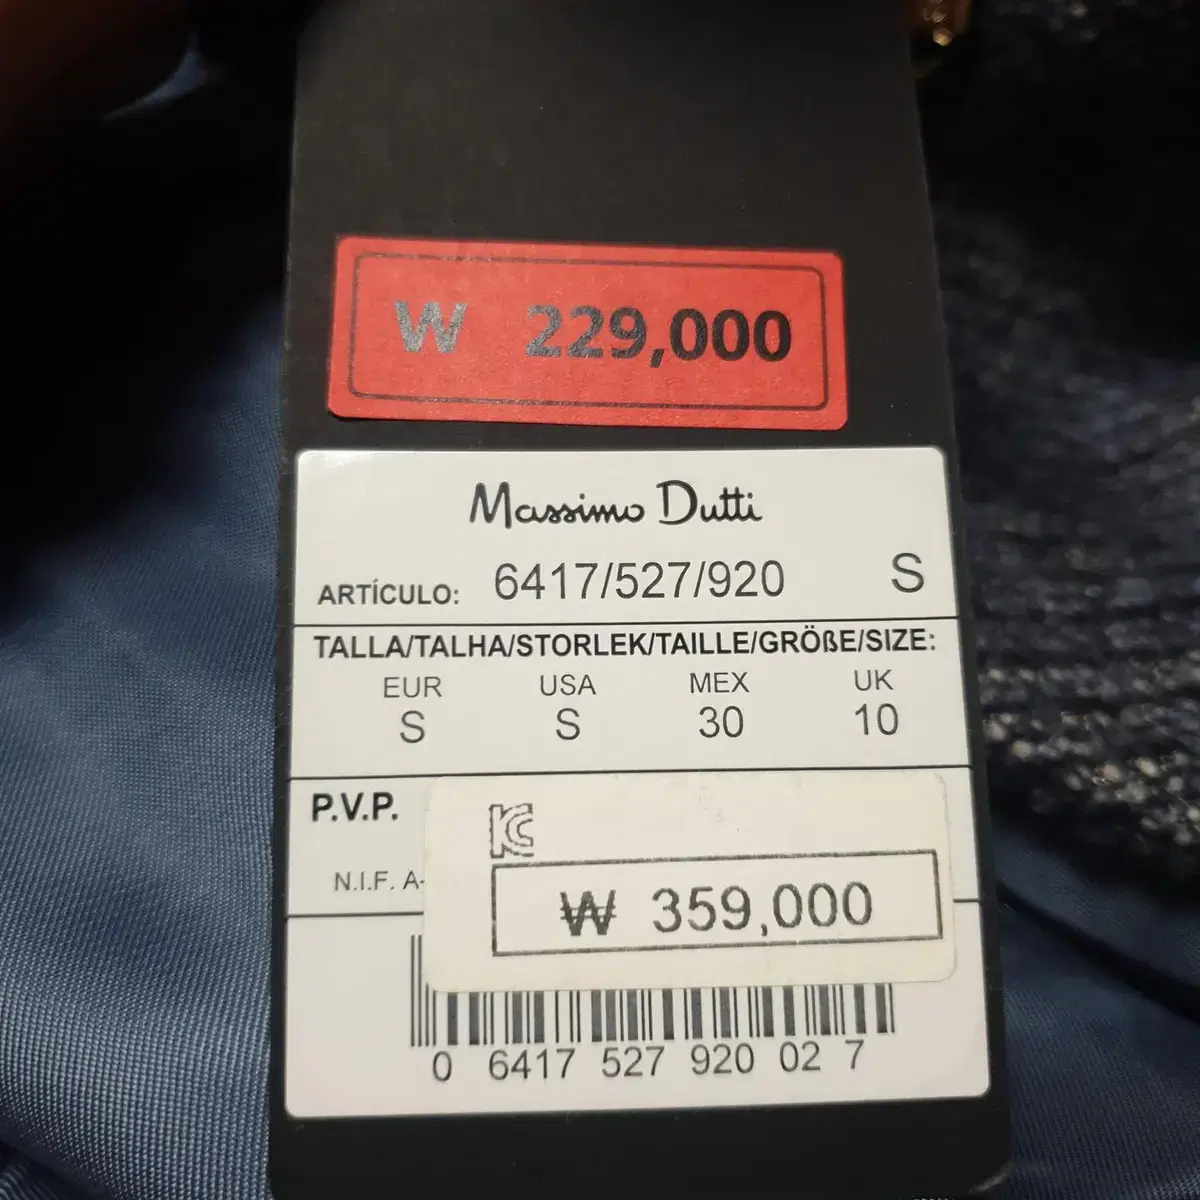 W 229,000
Massimo Dutti
ARTÍCULO: 6417/527/920 S
TALLA/TALHA/STORLEK/TAILLE/GRÖßE/SIZE:
EUR USA MEX UK
S S 30 10
P.V.P.
KC
N.I.F. A-
₩ 359,000
0 6417 527 920 02 7